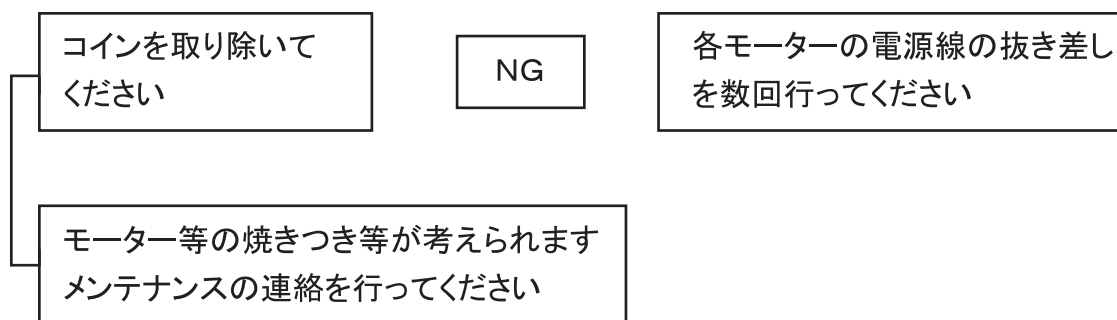 コインを取り除いて
ください
NG
各モーターの電源線の抜き差し
を数回行ってください
モーター等の焼きつき等が考えられます
メンテナンスの連絡を行ってください